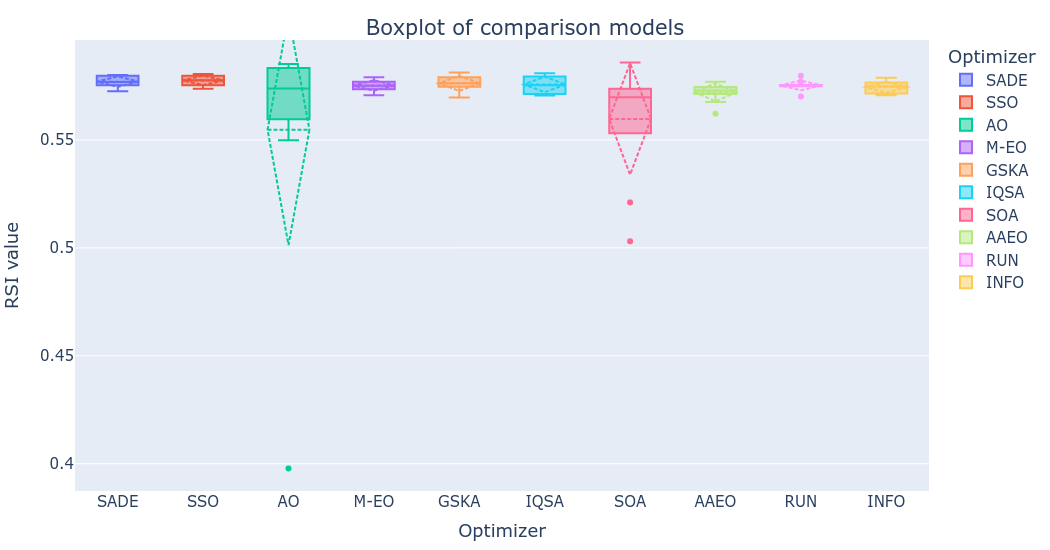 Boxplot of comparison models
RSI value
0.55
0.5
0.45
0.4
SADE SSO AO M-EO GSKA IQSA SOA AAEO RUN INFO
Optimizer
Optimizer
SADE
SSO
AO
M-EO
GSKA
IQSA
SOA
AAEO
RUN
INFO